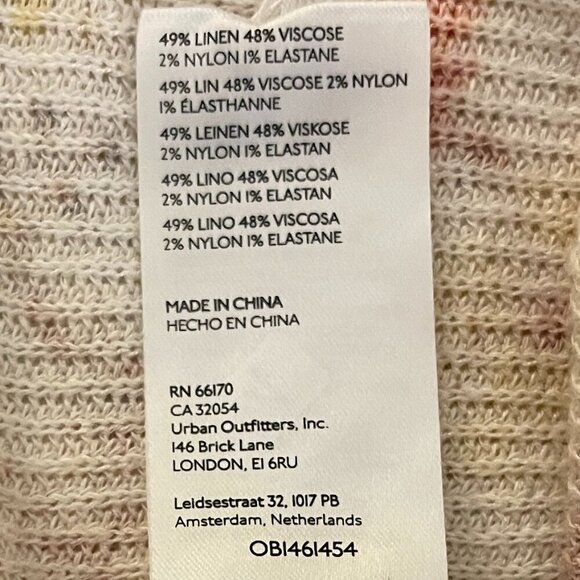 49% LINEN 48% VISCOSE
2% NYLON 1% ELASTANE
49% LIN 48% VISCOSE 2% NYLON
1% ÉLASTHANNE
49% LEINEN 48% VISKOSE
2% NYLON 1% ELASTAN
49% LINO 48% VISCOSA
2% NYLON 1% ELASTAN
49% LINO 48% VISCOSA
2% NYLON 1% ELASTANE
MADE IN CHINA
HECHO EN CHINA
RN 66170
CA 32054
Urban Outfitters, Inc.
146 Brick Lane
LONDON, E1 6RU
Leidsestraat 32, 1017 PB
Amsterdam, Netherlands
OB1461454